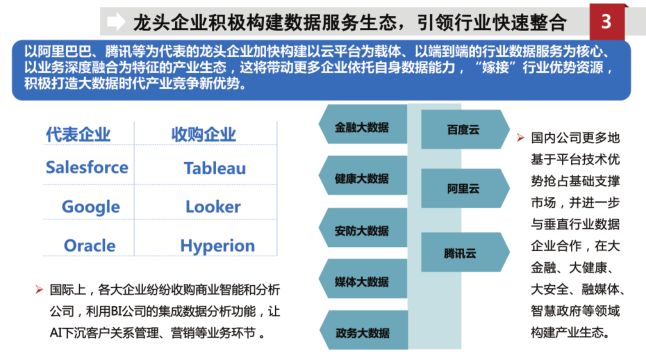 龙头企业积极构建数据服务生态，引领行业快速整合
3
以阿里巴巴、腾讯等为代表的龙头企业加快构建以云平台为载体、以端到端的行业数据服务为核心、
以业务深度融合为特征的产业生态，这将带动更多企业依托自身数据能力，“嫁接”行业优势资源，
积极打造大数据时代产业竞争新优势。
代表企业 收购企业
Salesforce Tableau
Google Looker
Oracle Hyperion
国际上，各大企业纷纷收购商业智能和分析
公司，利用BI公司的集成数据分析功能，让
AI下沉客户关系管理、营销等业务环节 。
金融大数据
健康大数据
安防大数据
媒体大数据
政务大数据
百度云
阿里云
腾讯云
国内公司更多地
基于平台技术优
势抢占基础支撑
市场，并进一步
与垂直行业数据
企业合作，在大
金融、大健康、
大安全、融媒体、
智慧政府等领域
构建产业生态。